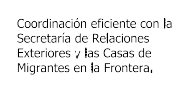 Coordinación eficiente con la
Secretaría de Relaciones
Exteriores y las Casas de
Migrantes en la Frontera,